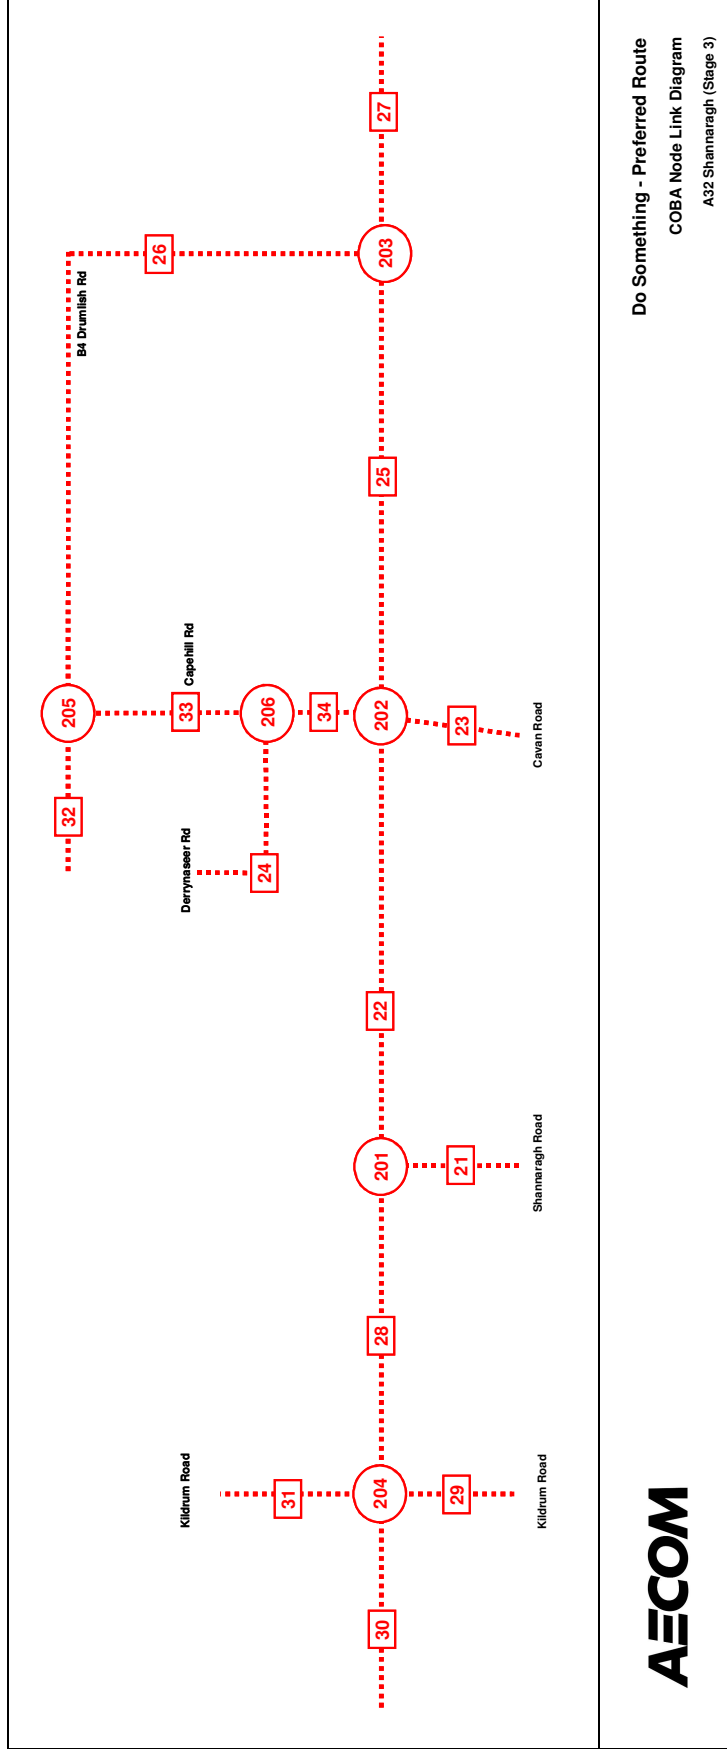 B4 Drumlish Rd
26
27
203
25
205
33
Capehill Rd
206
34
202
32
Derrynaseer Rd
24
23
Cavan Road
22
201
21
Shannaragh Road
28
Kildrum Road
31
204
29
Kildrum Road
30
Do Something - Preferred Route
COBA Node Link Diagram
A32 Shannaragh (Stage 3)
AECOM